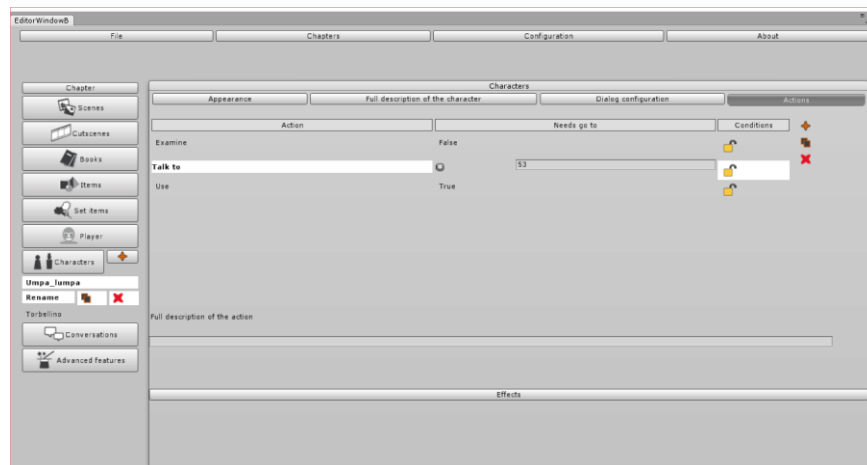 EditorWindowB
File Chapters Configuration About
Chapter
Scenes
Cutscenes
Books
Items
Set items
Player
Characters
Umpa_lumpa
Rename
Torbelino
Conversations
Advanced features
Characters
Appearance Full description of the character Dialog configuration Actions
Action Needs go to Conditions
Examine False
Talk to 53
Use True
Full description of the action
Effects